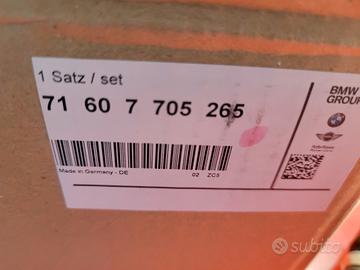 1 Satz / set
71 60 7 705 265
Made in Germany - DE
02 ZC5
BMW
GROUP
subito